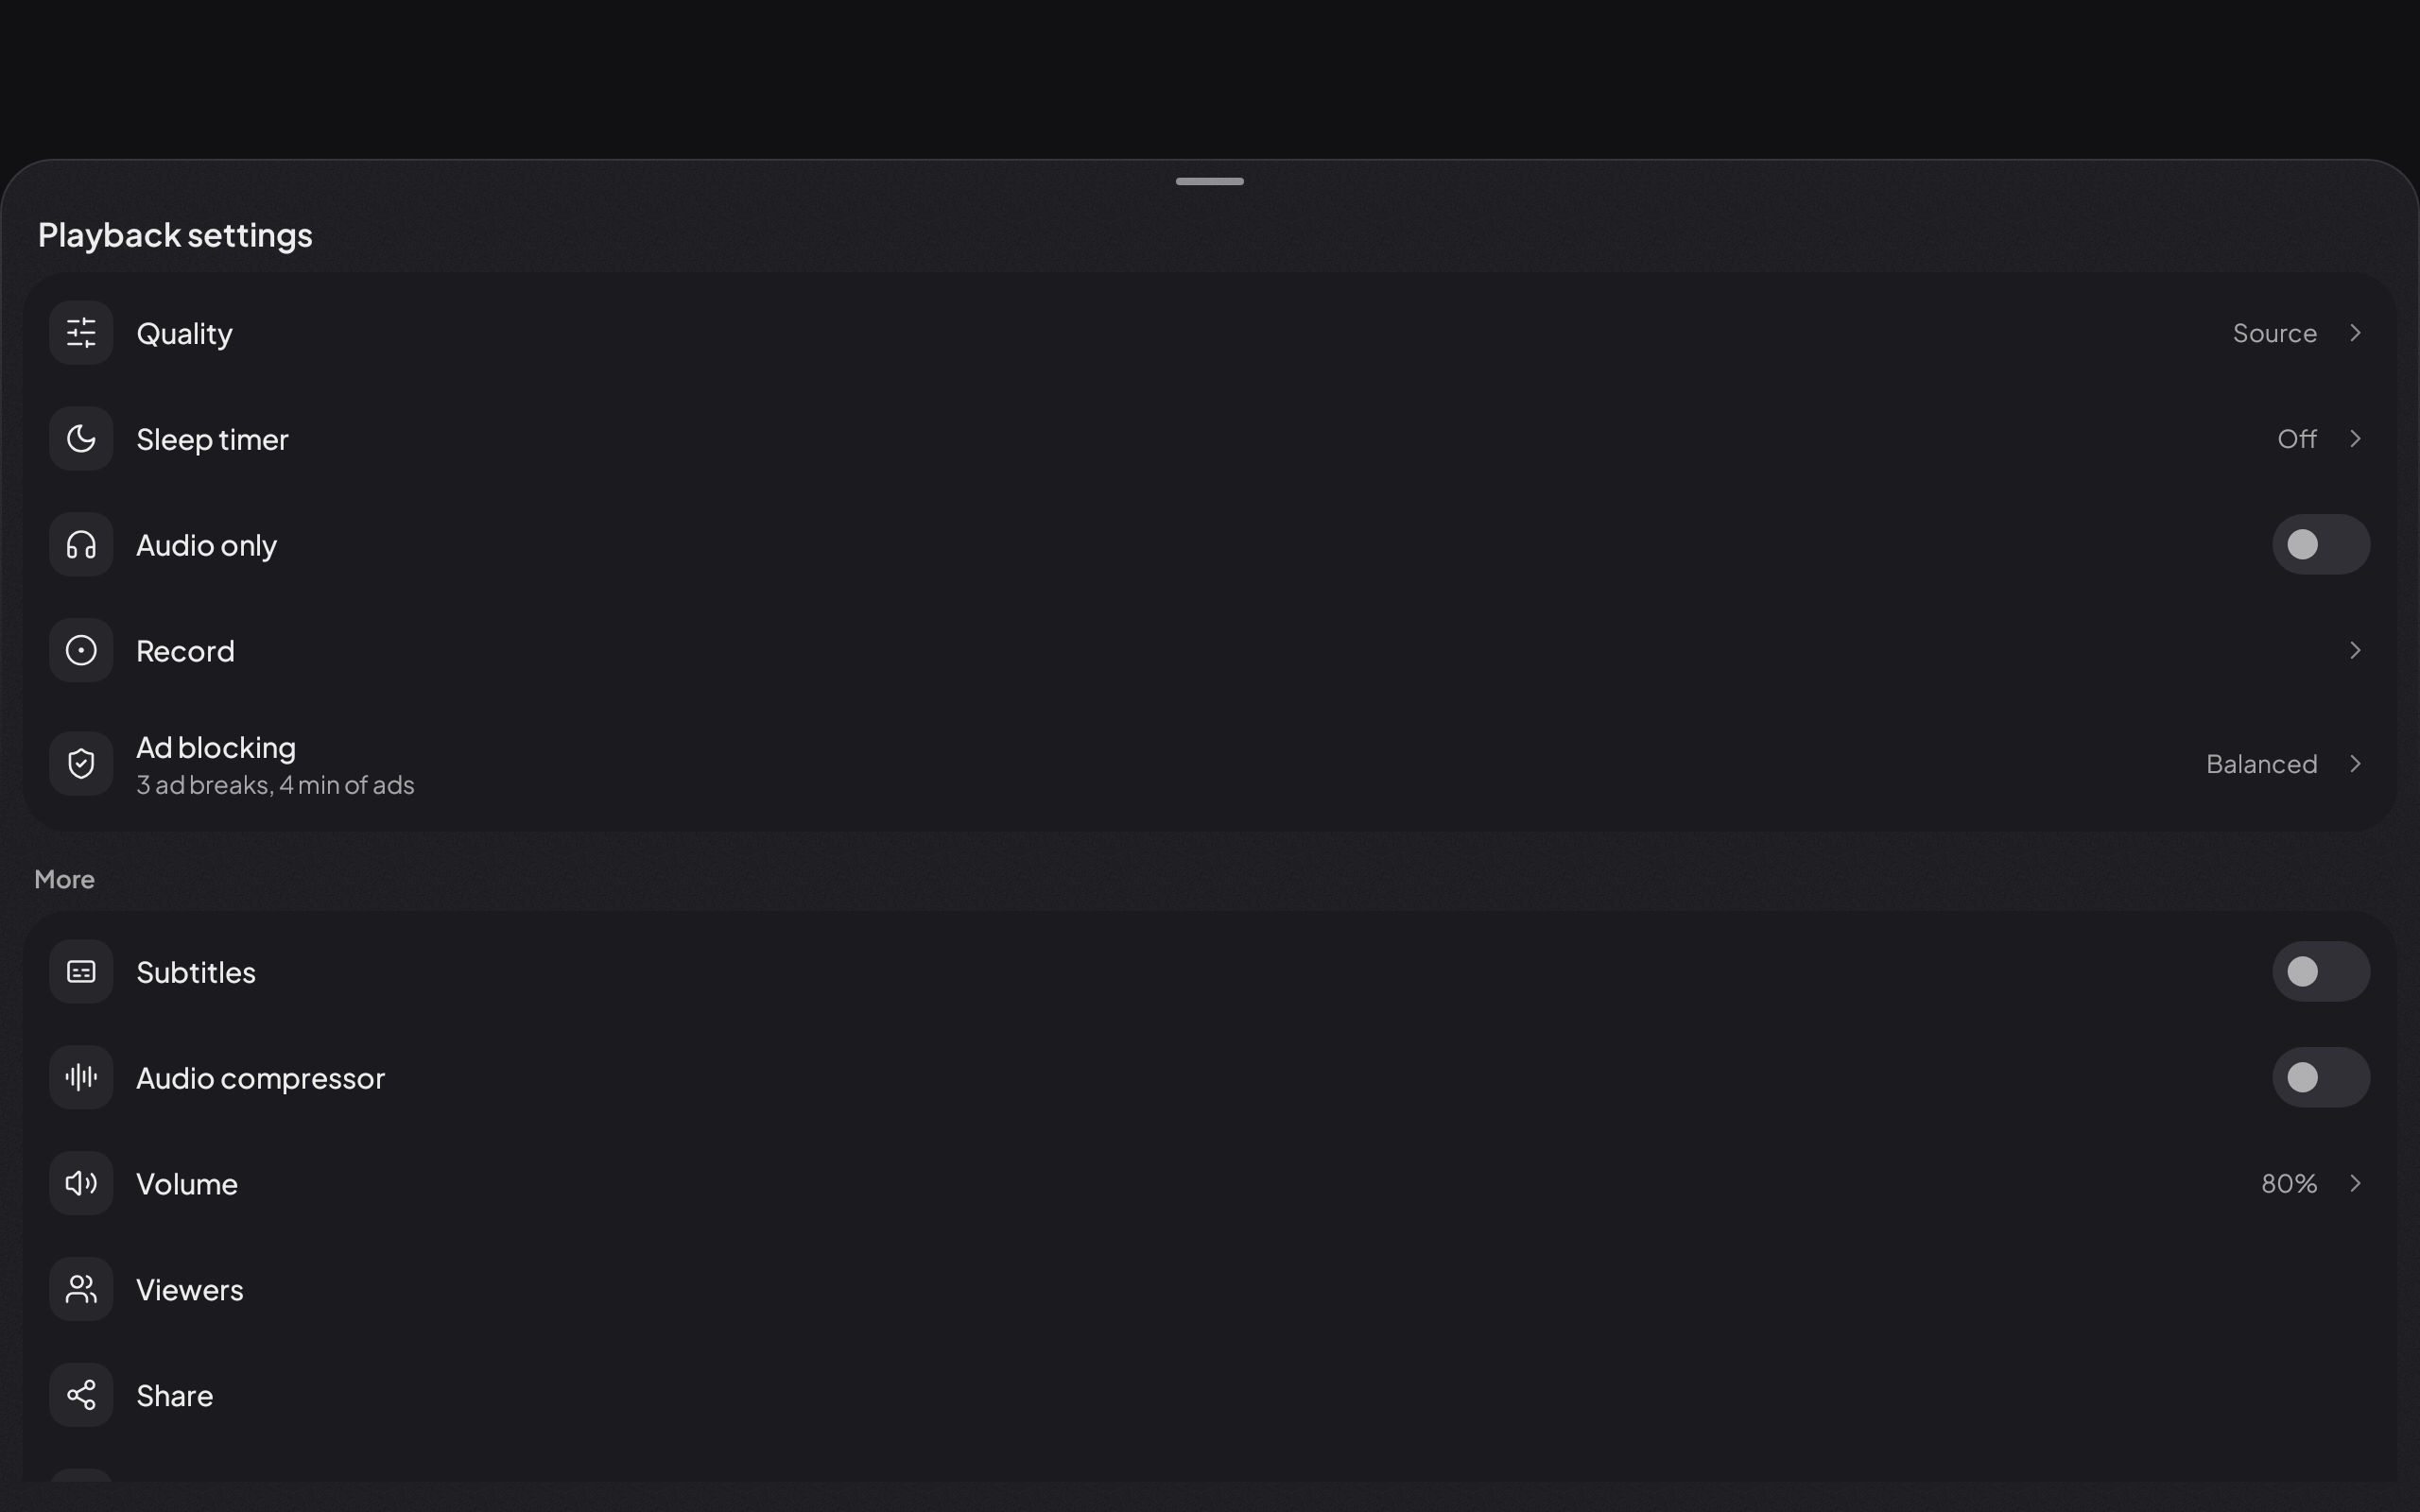 Playback settings
Quality
Source
Sleep timer
Off
Audio only
Record
Ad blocking
3 ad breaks, 4 min of ads
Balanced
More
Subtitles
Audio compressor
Volume
80%
Viewers
Share